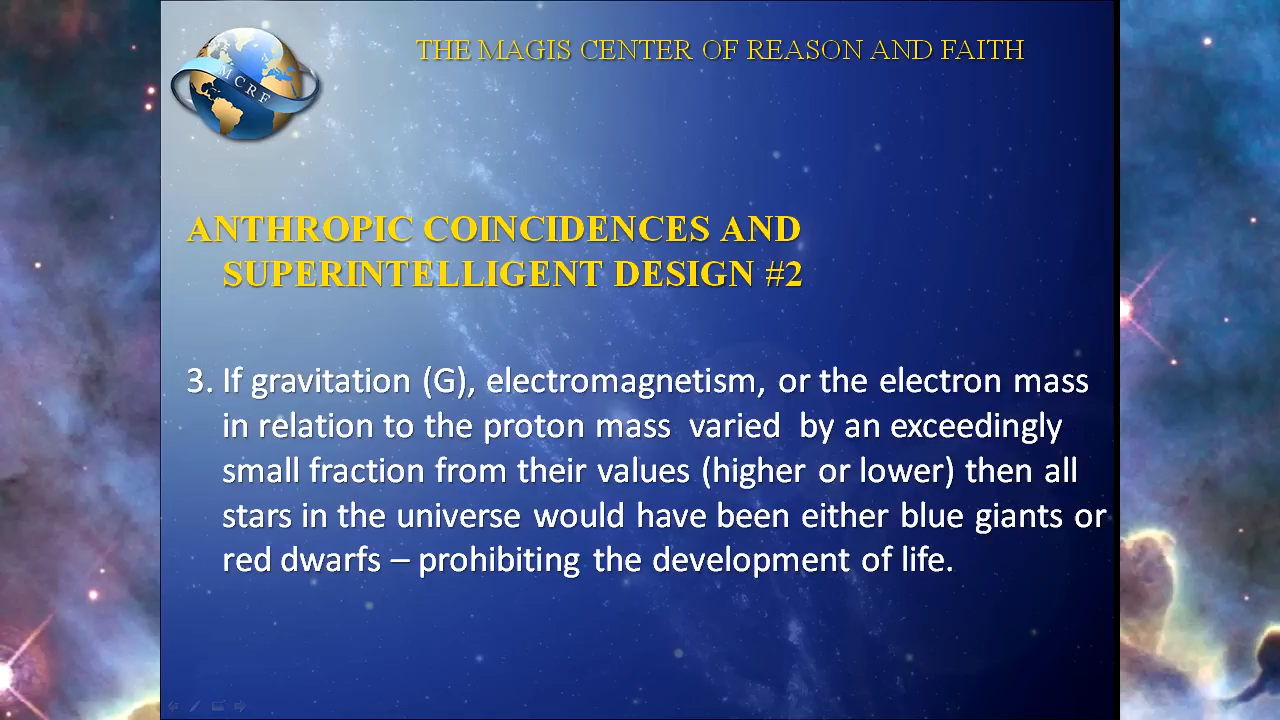 THE MAGIS CENTER OF REASON AND FAITH
MCRF
ANTHROPIC COINCIDENCES AND
SUPERINTELLIGENT DESIGN #2
3. If gravitation (G), electromagnetism, or the electron mass
in relation to the proton mass varied by an exceedingly
small fraction from their values (higher or lower) then all
stars in the universe would have been either blue giants or
red dwarfs – prohibiting the development of life.